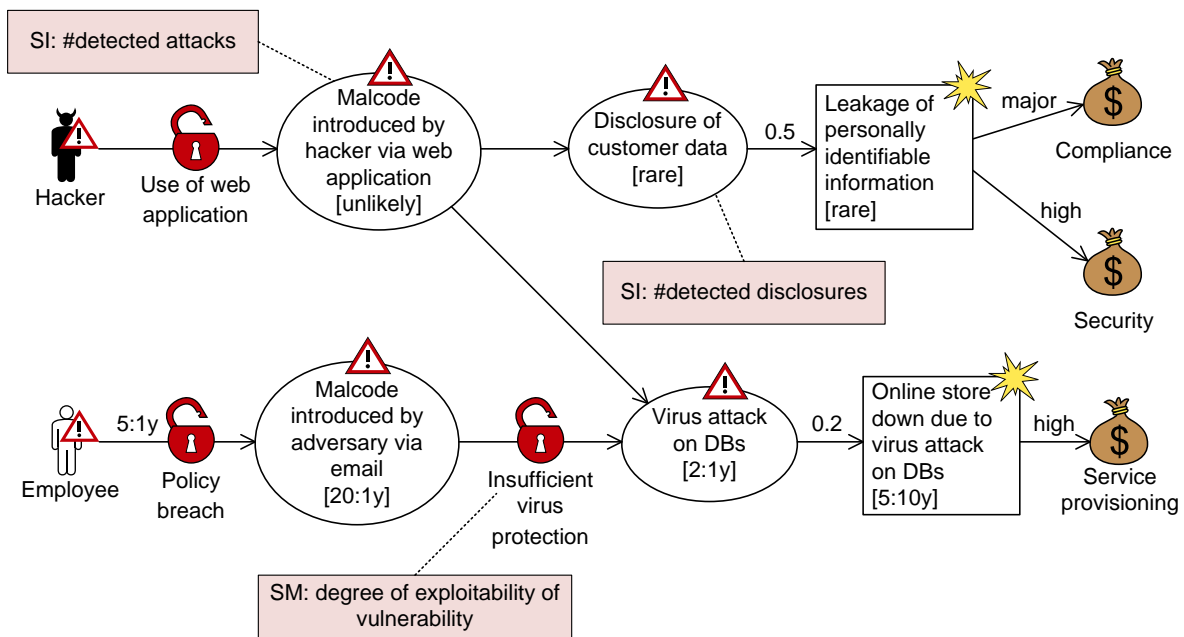 SI: #detected attacks
Hacker
Use of web
application
Malcode
introduced by
hacker via web
application
[unlikely]
Disclosure of
customer data
[rare]
0.5
Leakage of
personally
identifiable
information
[rare]
major
$
Compliance
high
$
Security
SI: #detected disclosures
Employee
5:1y
Policy
breach
Malcode
introduced by
adversary via
email
[20:1y]
Insufficient
virus
protection
Virus attack
on DBs
[2:1y]
0.2
Online store
down due to
virus attack
on DBs
[5:10y]
high
$
Service
provisioning
SM: degree of exploitability of
vulnerability